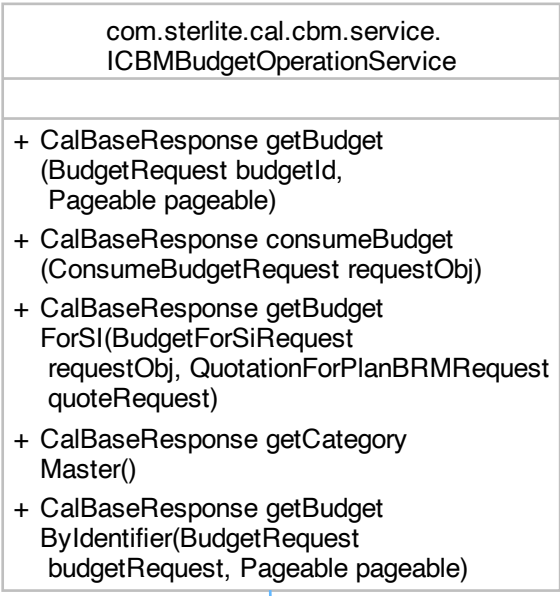 com.sterlite.cal.cbm.service.
ICBMBudgetOperationService
+ CalBaseResponse getBudget
(BudgetRequest budgetId,
Pageable pageable)
+ CalBaseResponse consumeBudget
(ConsumeBudgetRequest requestObj)
+ CalBaseResponse getBudget
ForSI(BudgetForSiRequest
requestObj, QuotationForPlanBRMRequest
quoteRequest)
+ CalBaseResponse getCategory
Master()
+ CalBaseResponse getBudget
ByIdentifier(BudgetRequest
budgetRequest, Pageable pageable)